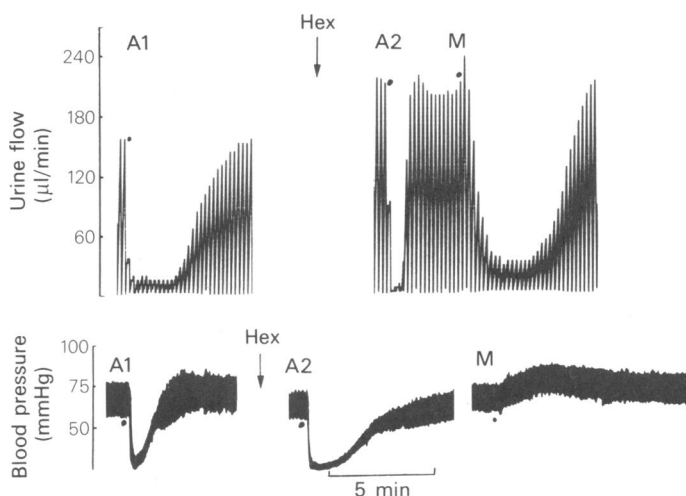 Hex
A1
A2
M
240
180
120
60
Urine flow
(µl/min)
Hex
A1
A2
M
100
75
50
Blood pressure
(mmHg)
5 min